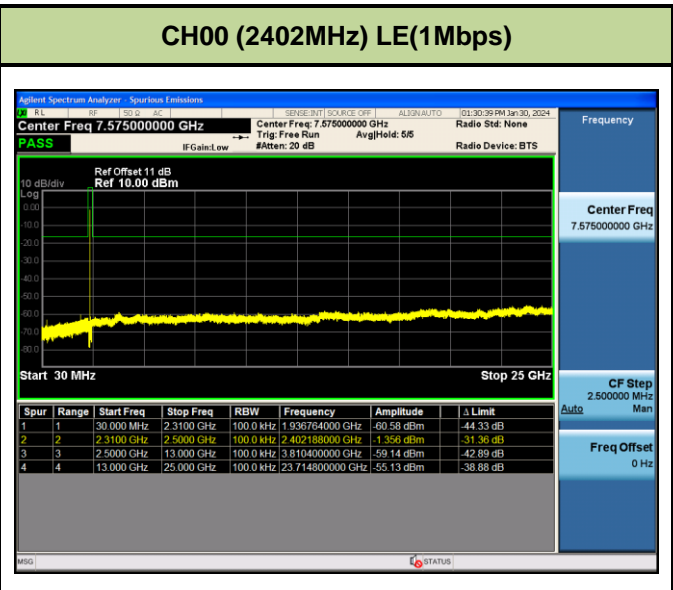 CH00 (2402MHz) LE(1Mbps)
Agilent Spectrum Analyzer - Spurious Emissions
RL RF 50 Ω AC SENSE:INT SOURCE OFF ALIGNAUTO 01:30:39 PM Jan 30, 2024
Center Freq 7.575000000 GHz Center Freq: 7.575000000 GHz Radio Std: None Frequency
Trig: Free Run Avg|Hold: 5/5
PASS IFGain:Low #Atten: 20 dB Radio Device: BTS
Ref Offset 11 dB
10 dB/div Ref 10.00 dBm
Log
0.00
-10.0
-20.0
-30.0
-40.0
-50.0
-60.0
-70.0
-80.0
Start 30 MHz Stop 25 GHz
Center Freq
7.575000000 GHz
CF Step
2.500000 MHz
Auto Man
Freq Offset
0 Hz
Spur Range Start Freq Stop Freq RBW Frequency Amplitude Δ Limit
1 1 30.000 MHz 2.3100 GHz 100.0 kHz 1.936764000 GHz -60.58 dBm -44.33 dB
2 2 2.3100 GHz 2.5000 GHz 100.0 kHz 2.402188000 GHz -1.356 dBm -31.36 dB
3 3 2.5000 GHz 13.000 GHz 100.0 kHz 3.810400000 GHz -59.14 dBm -42.89 dB
4 4 13.000 GHz 25.000 GHz 100.0 kHz 23.714800000 GHz -55.13 dBm -38.88 dB
MSG STATUS